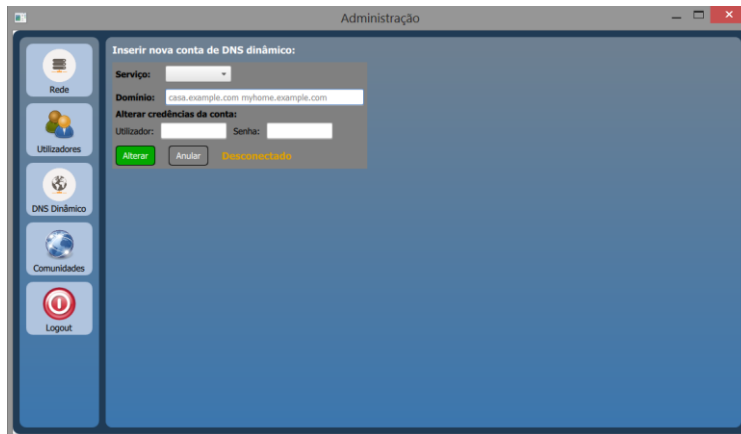 Administração
Rede
Utilizadores
DNS Dinâmico
Comunidades
Logout
Inserir nova conta de DNS dinâmico:
Serviço:
Domínio: casa.example.com myhome.example.com
Alterar credências da conta:
Utilizador: Senha:
Alterar Anular Desconectado